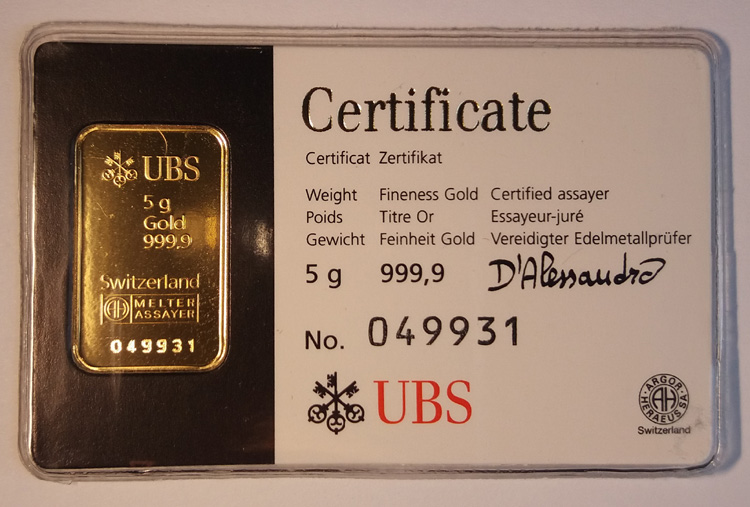 UBS
5 g
Gold
999,9
Switzerland
AH MELTER
ASSAYER
049931
Certificate
Certificat Zertifikat
Weight Fineness Gold Certified assayer
Poids Titre Or Essayeur-juré
Gewicht Feinheit Gold Vereidigter Edelmetallprüfer
5 g 999,9 D'Alessandro
No. 049931
UBS
ARGOR-
AH
HERAEUS SA
Switzerland